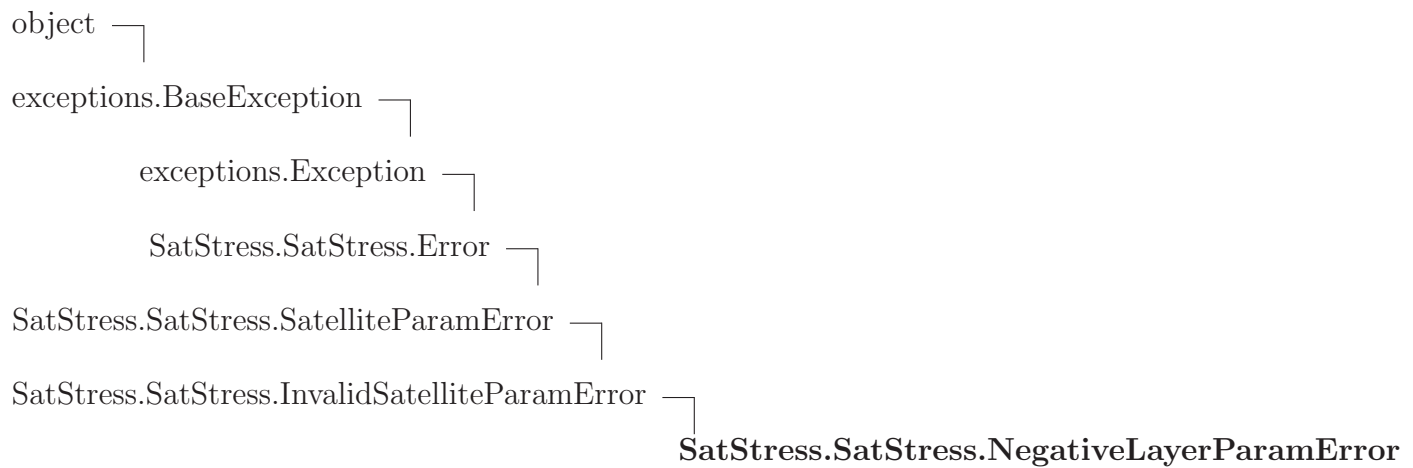 object
exceptions.BaseException
exceptions.Exception
SatStress.SatStress.Error
SatStress.SatStress.SatelliteParamError
SatStress.SatStress.InvalidSatelliteParamError
SatStress.SatStress.NegativeLayerParamError